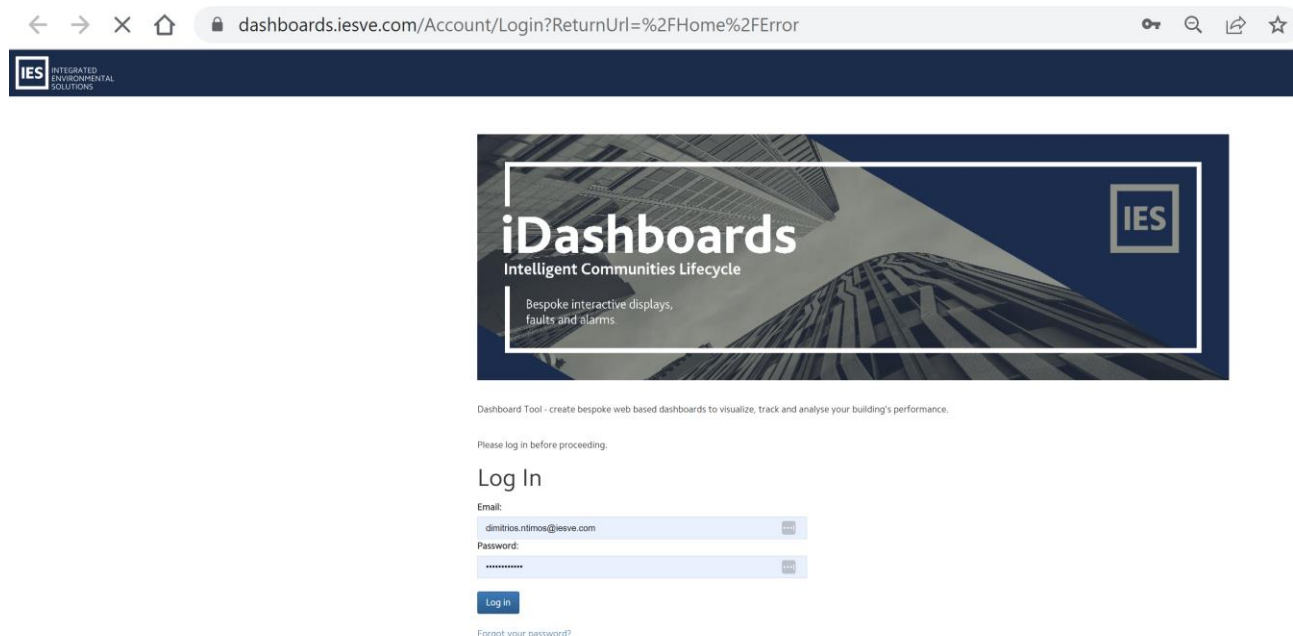 dashboards.iesve.com/Account/Login?ReturnUrl=%2FHome%2FError
IES
INTEGRATED
ENVIRONMENTAL
SOLUTIONS
iDashboards
IES
Intelligent Communities Lifecycle
Bespoke interactive displays,
faults and alarms.
Dashboard Tool - create bespoke web based dashboards to visualize, track and analyse your building's performance.
Please log in before proceeding.
Log In
Email:
dimitrios.ntimos@iesve.com
Password:
••••••••••••
Log in
Forgot your password?